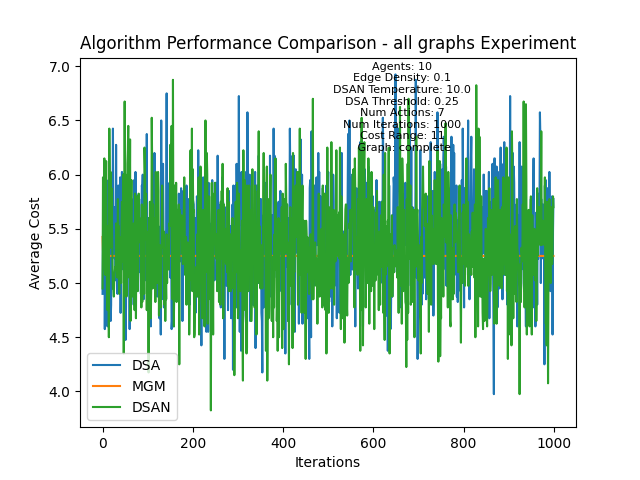 Algorithm Performance Comparison - all graphs Experiment
Agents: 10
Edge Density: 0.1
DSAN Temperature: 10.0
DSA Threshold: 0.25
Num Actions: 7
Num Iterations: 1000
Cost Range: 11
Graph: complete
7.0
6.5
6.0
5.5
5.0
4.5
4.0
Average Cost
DSA
MGM
DSAN
0 200 400 600 800 1000
Iterations